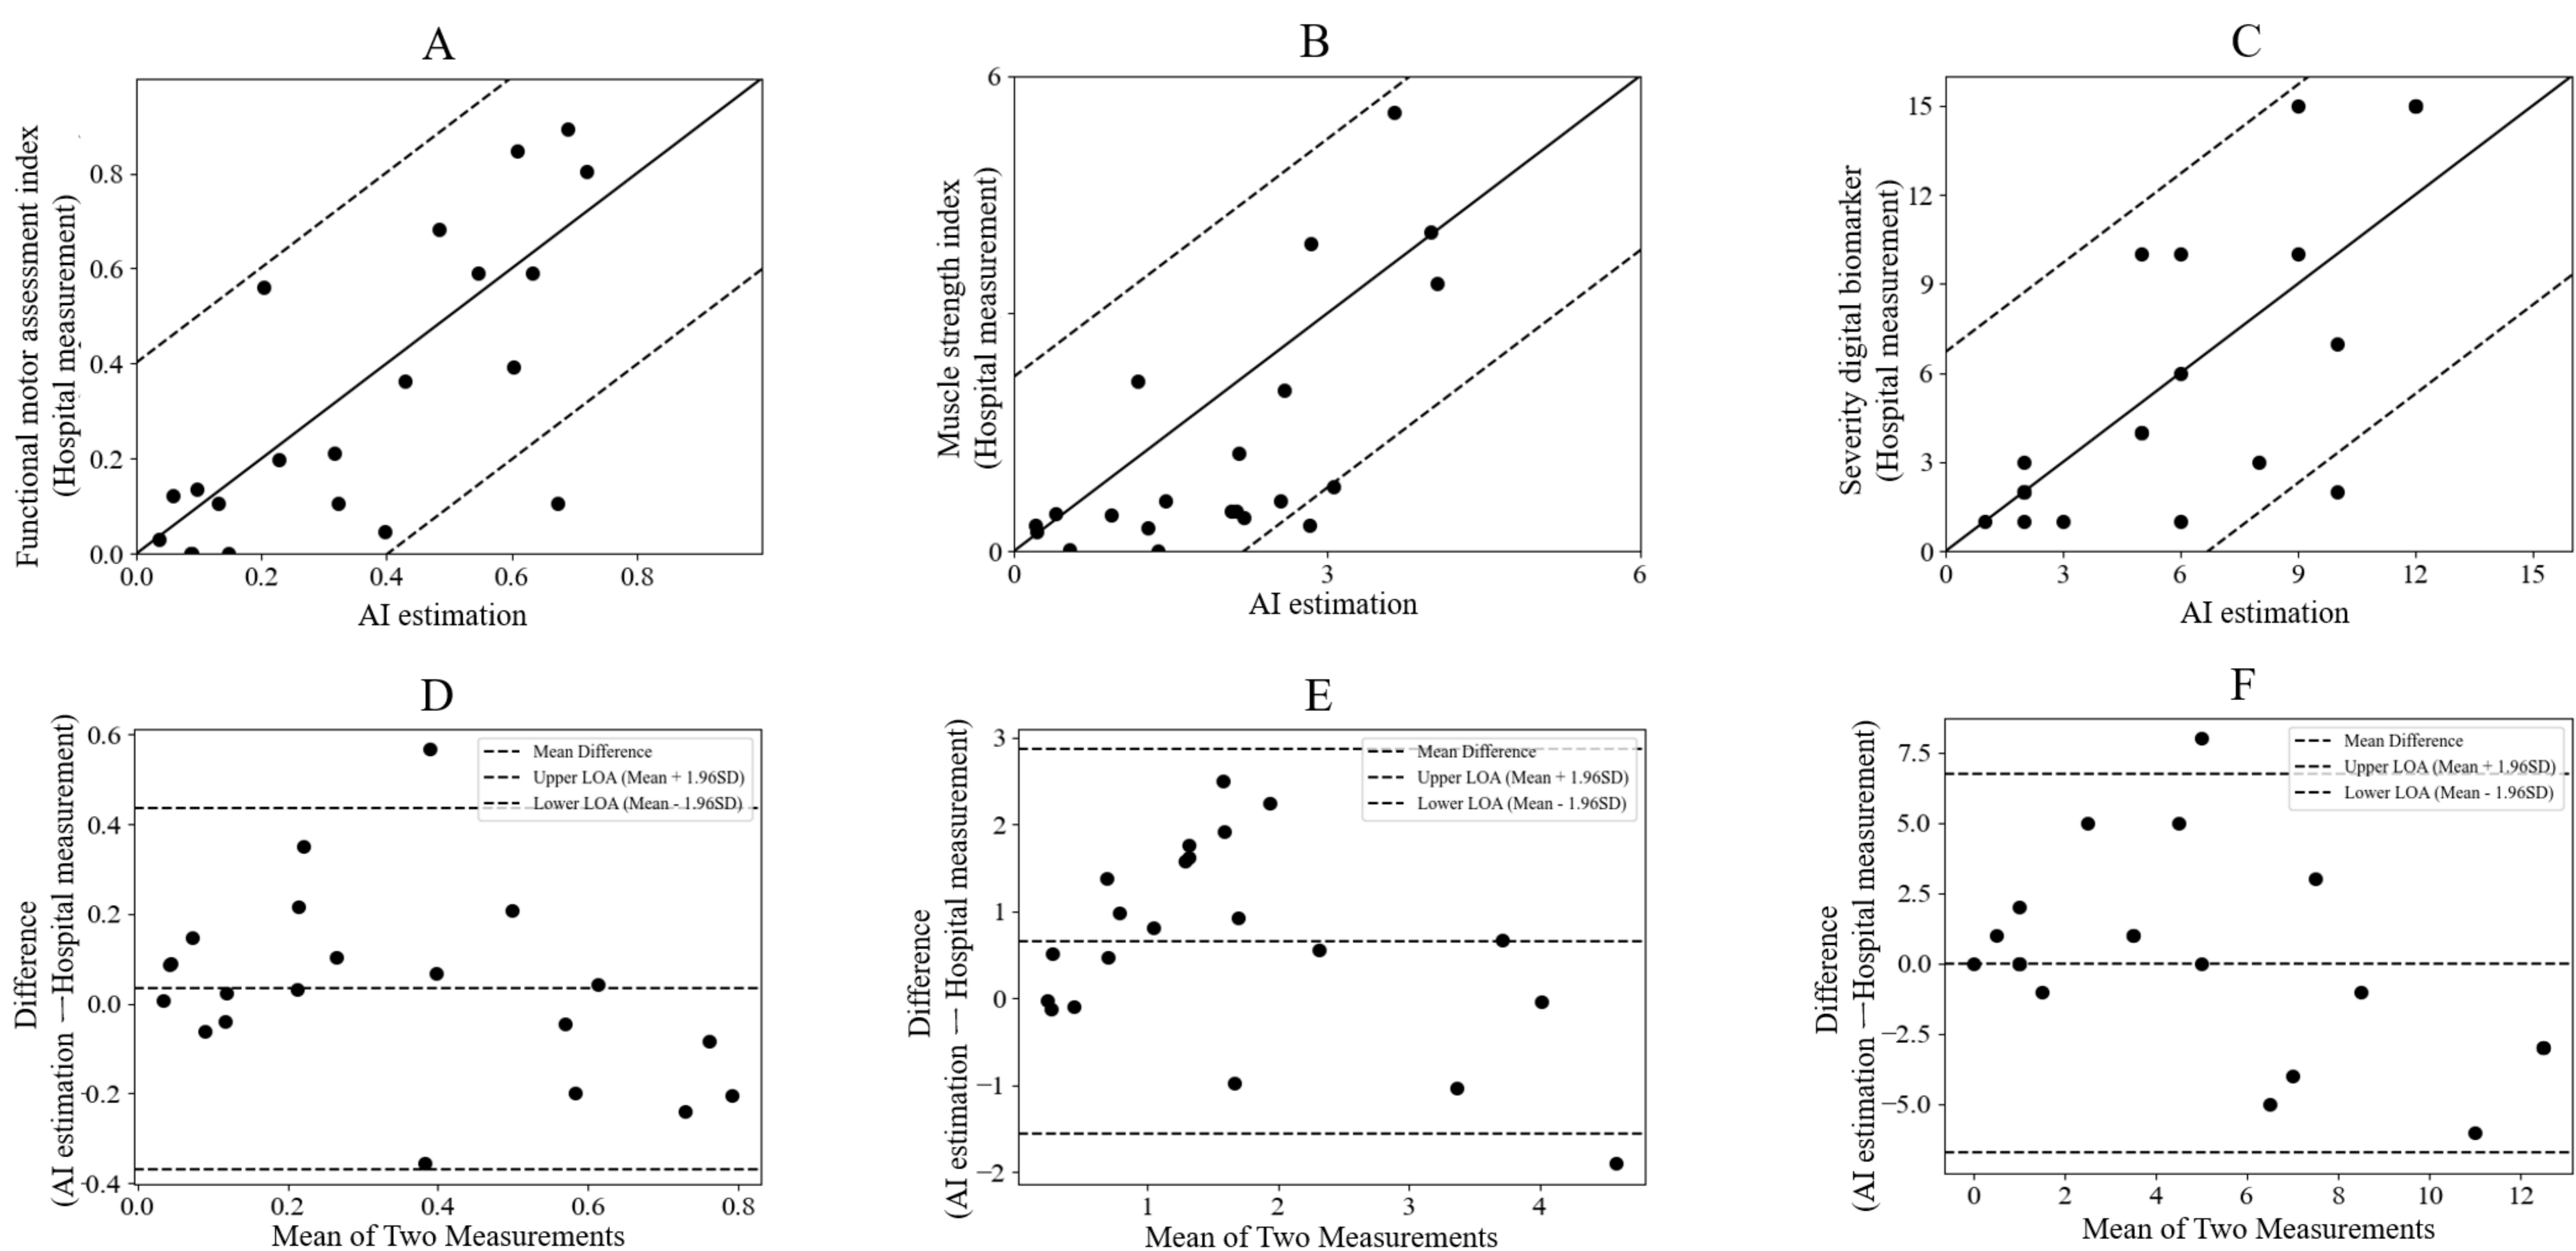 A
Functional motor assessment index
(Hospital measurement)
0.8
0.6
0.4
0.2
0.0
0.0 0.2 0.4 0.6 0.8
AI estimation
B
Muscle strength index
(Hospital measurement)
6
0
0 3 6
AI estimation
C
Severity digital biomarker
(Hospital measurement)
15
12
9
6
3
0
0 3 6 9 12 15
AI estimation
D
Difference
(AI estimation — Hospital measurement)
0.6
0.4
0.2
0.0
-0.2
-0.4
Mean Difference
Upper LOA (Mean + 1.96SD)
Lower LOA (Mean - 1.96SD)
0.0 0.2 0.4 0.6 0.8
Mean of Two Measurements
E
Difference
(AI estimation — Hospital measurement)
3
2
1
0
−1
−2
Mean Difference
Upper LOA (Mean + 1.96SD)
Lower LOA (Mean - 1.96SD)
1 2 3 4
Mean of Two Measurements
F
Difference
(AI estimation —Hospital measurement)
7.5
5.0
2.5
0.0
−2.5
−5.0
Mean Difference
Upper LOA (Mean + 1.96SD)
Lower LOA (Mean - 1.96SD)
0 2 4 6 8 10 12
Mean of Two Measurements